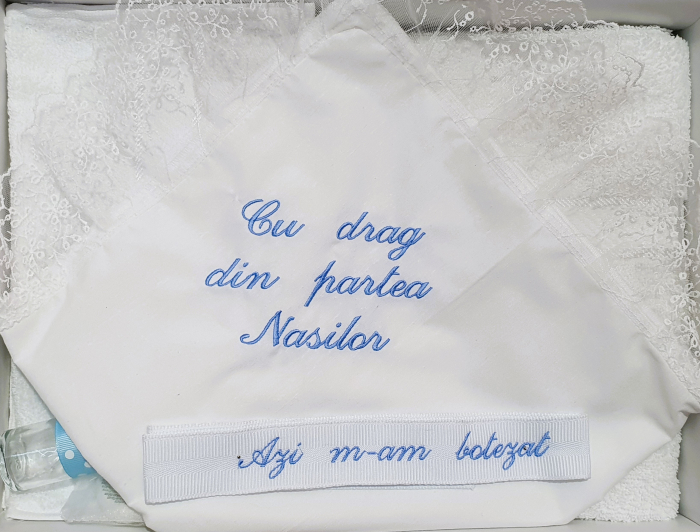 Cu drag
din partea
Nasilor
Azi m-am botezat